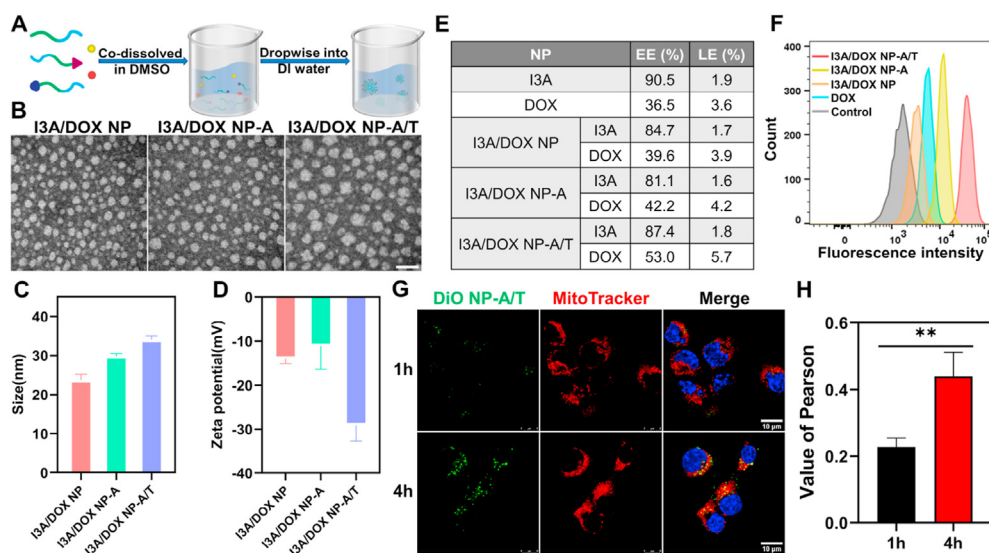 A
Co-dissolved
in DMSO
Dropwise into
DI water
B
I3A/DOX NP
I3A/DOX NP-A
I3A/DOX NP-A/T
C
Size(nm)
40
30
20
10
0
I3A/DOX NP
I3A/DOX NP-A
I3A/DOX NP-A/T
D
Zeta potential(mV)
0
-10
-20
-30
-40
I3A/DOX NP
I3A/DOX NP-A
I3A/DOX NP-A/T
E
NP EE (%) LE (%)
I3A 90.5 1.9
DOX 36.5 3.6
I3A/DOX NP I3A 84.7 1.7
DOX 39.6 3.9
I3A/DOX NP-A I3A 81.1 1.6
DOX 42.2 4.2
I3A/DOX NP-A/T I3A 87.4 1.8
DOX 53.0 5.7
F
I3A/DOX NP-A/T
I3A/DOX NP-A
I3A/DOX NP
DOX
Control
Count
400
300
200
100
0
10³ 10⁴ 10⁵
Fluorescence intensity
G
DiO NP-A/T MitoTracker Merge
1h
10 μm
4h
10 μm
H
Value of Pearson
0.6
0.4
0.2
0.0
**
1h 4h